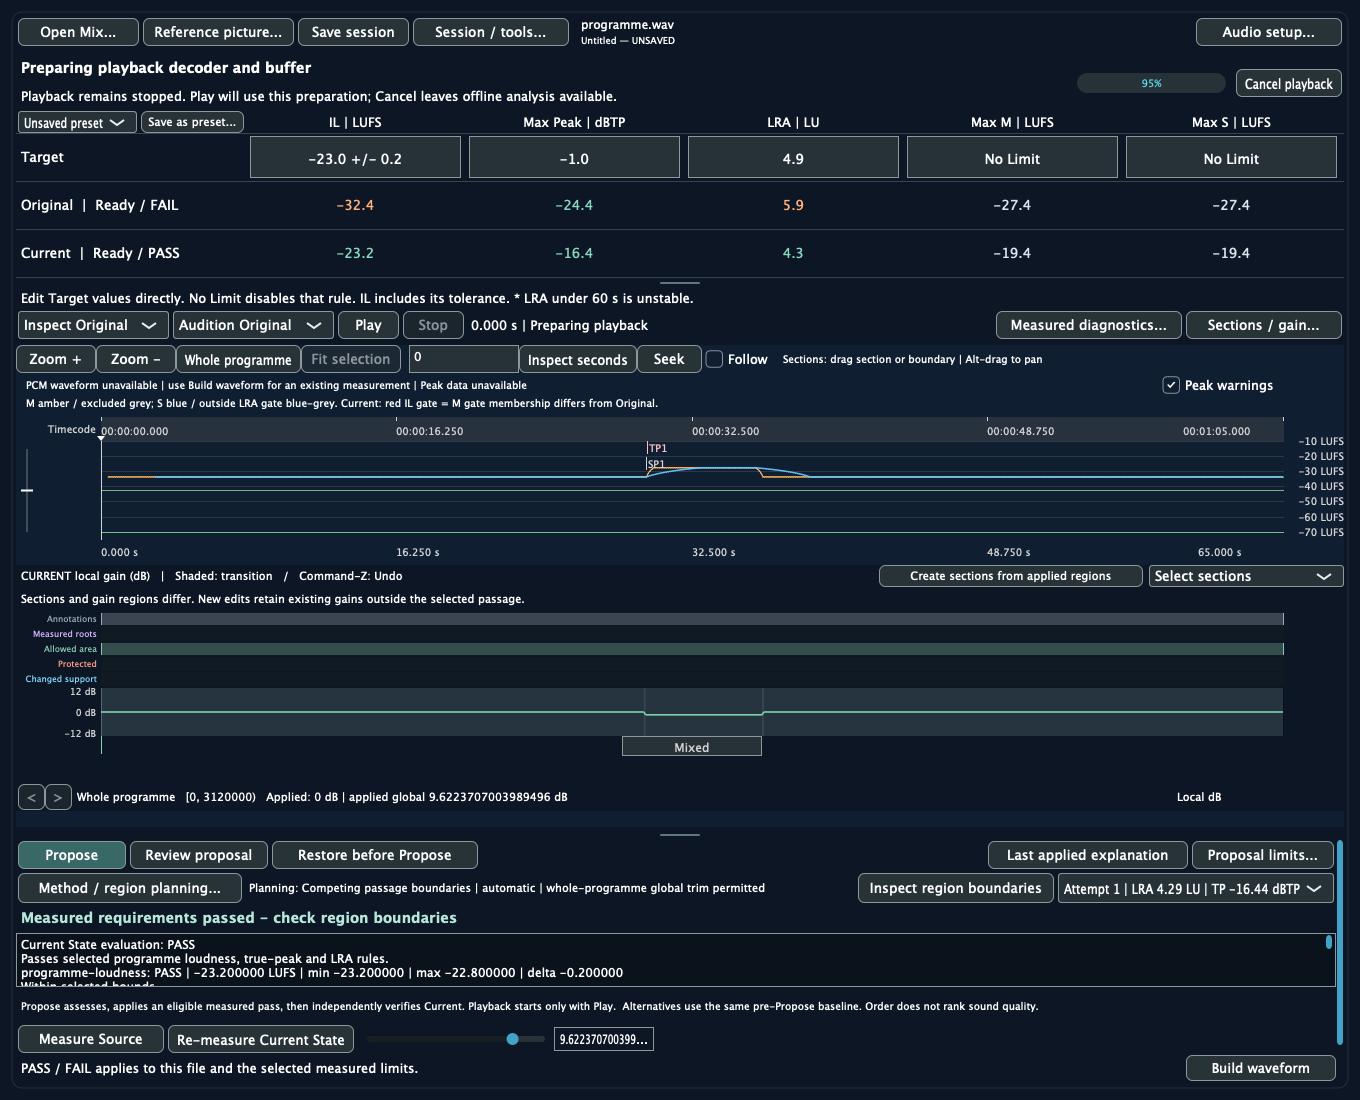 Open Mix... Reference picture... Save session Session / tools... programme.wav Audio setup...
Untitled — UNSAVED
Preparing playback decoder and buffer
95% Cancel playback
Playback remains stopped. Play will use this preparation; Cancel leaves offline analysis available.
Unsaved preset Save as preset... IL | LUFS Max Peak | dBTP LRA | LU Max M | LUFS Max S | LUFS
Target -23.0 +/- 0.2 -1.0 4.9 No Limit No Limit
Original | Ready / FAIL -32.4 -24.4 5.9 -27.4 -27.4
Current | Ready / PASS -23.2 -16.4 4.3 -19.4 -19.4
Edit Target values directly. No Limit disables that rule. IL includes its tolerance. * LRA under 60 s is unstable.
Inspect Original Audition Original Play Stop 0.000 s | Preparing playback Measured diagnostics... Sections / gain...
Zoom + Zoom - Whole programme Fit selection 0 Inspect seconds Seek Follow Sections: drag section or boundary | Alt-drag to pan
PCM waveform unavailable | use Build waveform for an existing measurement | Peak data unavailable Peak warnings
M amber / excluded grey; S blue / outside LRA gate blue-grey. Current: red IL gate = M gate membership differs from Original.
Timecode 00:00:00.000 00:00:16.250 00:00:32.500 00:00:48.750 00:01:05.000
-10 LUFS
TP1
-20 LUFS
SP1
-30 LUFS
-40 LUFS
-50 LUFS
-60 LUFS
-70 LUFS
0.000 s 16.250 s 32.500 s 48.750 s 65.000 s
CURRENT local gain (dB) | Shaded: transition / Command-Z: Undo Create sections from applied regions Select sections
Sections and gain regions differ. New edits retain existing gains outside the selected passage.
Annotations
Measured roots
Allowed area
Protected
Changed support
12 dB
0 dB
-12 dB
Mixed
< > Whole programme [0, 3120000) Applied: 0 dB | applied global 9.6223707003989496 dB Local dB
Propose Review proposal Restore before Propose Last applied explanation Proposal limits...
Method / region planning... Planning: Competing passage boundaries | automatic | whole-programme global trim permitted Inspect region boundaries Attempt 1 | LRA 4.29 LU | TP -16.44 dBTP
Measured requirements passed - check region boundaries
Current State evaluation: PASS
Passes selected programme loudness, true-peak and LRA rules.
programme-loudness: PASS | -23.200000 LUFS | min -23.200000 | max -22.800000 | delta -0.200000
Within selected bounds
Propose assesses, applies an eligible measured pass, then independently verifies Current. Playback starts only with Play. Alternatives use the same pre-Propose baseline. Order does not rank sound quality.
Measure Source Re-measure Current State 9.622370700399...
PASS / FAIL applies to this file and the selected measured limits. Build waveform